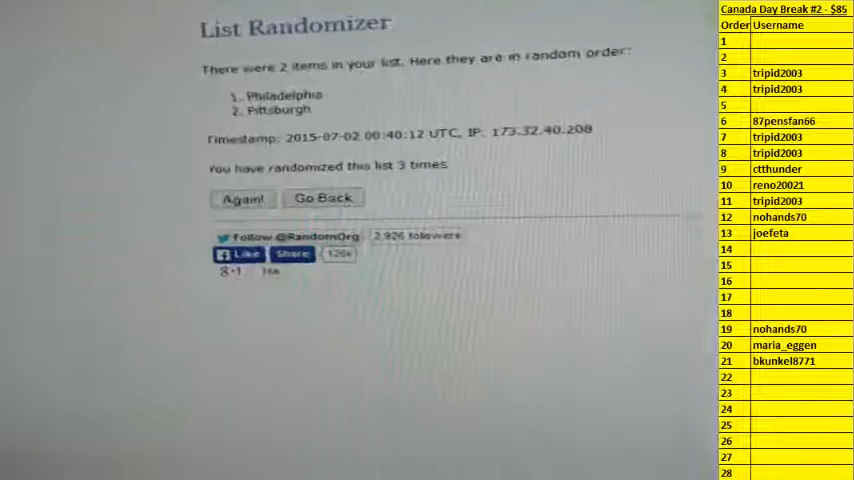 List Randomizer
There were 2 items in your list. Here they are in random order:
1. Philadelphia
2. Pittsburgh
Timestamp: 2015-07-02 00:40:12 UTC, IP: 173.32.40.208
You have randomized this list 3 times
Again! Go Back
Follow @RandomOrg 2,926 followers
Like Share 126k
g+1 16k
Canada Day Break #2 - $85
Order Username
1
2
3 tripid2003
4 tripid2003
5
6 87pensfan66
7 tripid2003
8 tripid2003
9 ctthunder
10 reno20021
11 tripid2003
12 nohands70
13 joefeta
14
15
16
17
18
19 nohands70
20 maria_eggen
21 bkunkel8771
22
23
24
25
26
27
28